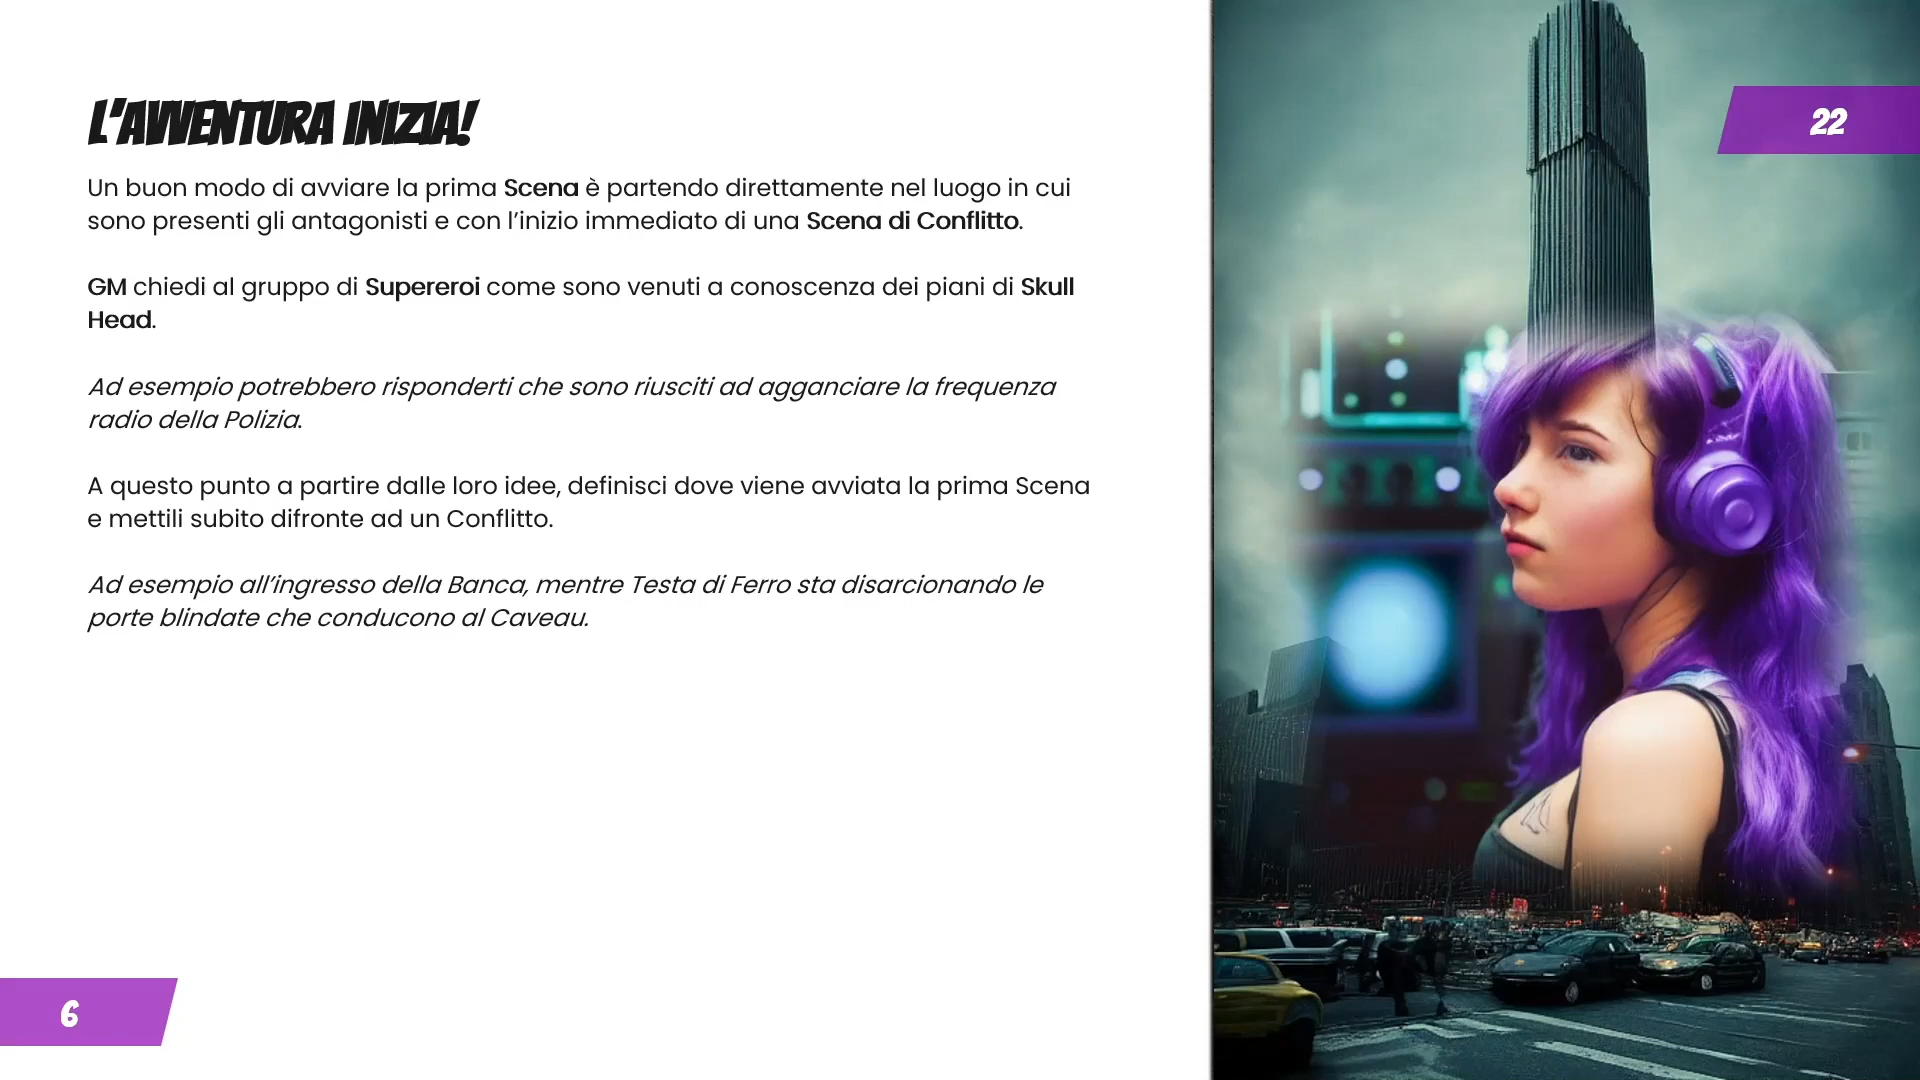 L'AVVENTURA INIZIA!
Un buon modo di avviare la prima Scena è partendo direttamente nel luogo in cui
sono presenti gli antagonisti e con l'inizio immediato di una Scena di Conflitto.
GM chiedi al gruppo di Supereroi come sono venuti a conoscenza dei piani di Skull
Head.
Ad esempio potrebbero risponderti che sono riusciti ad agganciare la frequenza
radio della Polizia.
A questo punto a partire dalle loro idee, definisci dove viene avviata la prima Scena
e mettili subito difronte ad un Conflitto.
Ad esempio all'ingresso della Banca, mentre Testa di Ferro sta disarcionando le
porte blindate che conducono al Caveau.
6
22